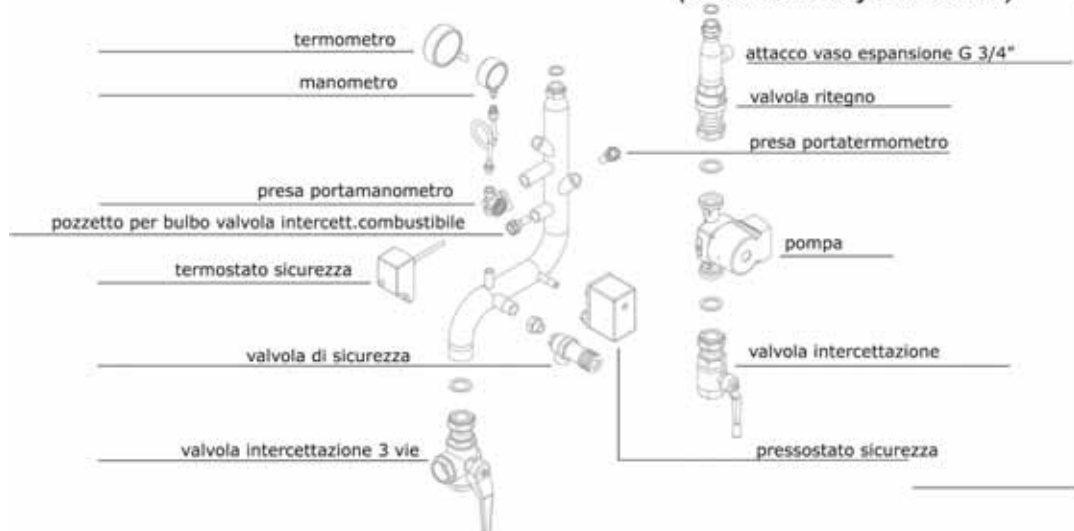 termometro
manometro
presa portamanometro
pozzetto per bulbo valvola intercett.combustibile
termostato sicurezza
valvola di sicurezza
valvola intercettazione 3 vie
attacco vaso espansione G 3/4"
valvola ritegno
presa portatermometro
pompa
valvola intercettazione
pressostato sicurezza